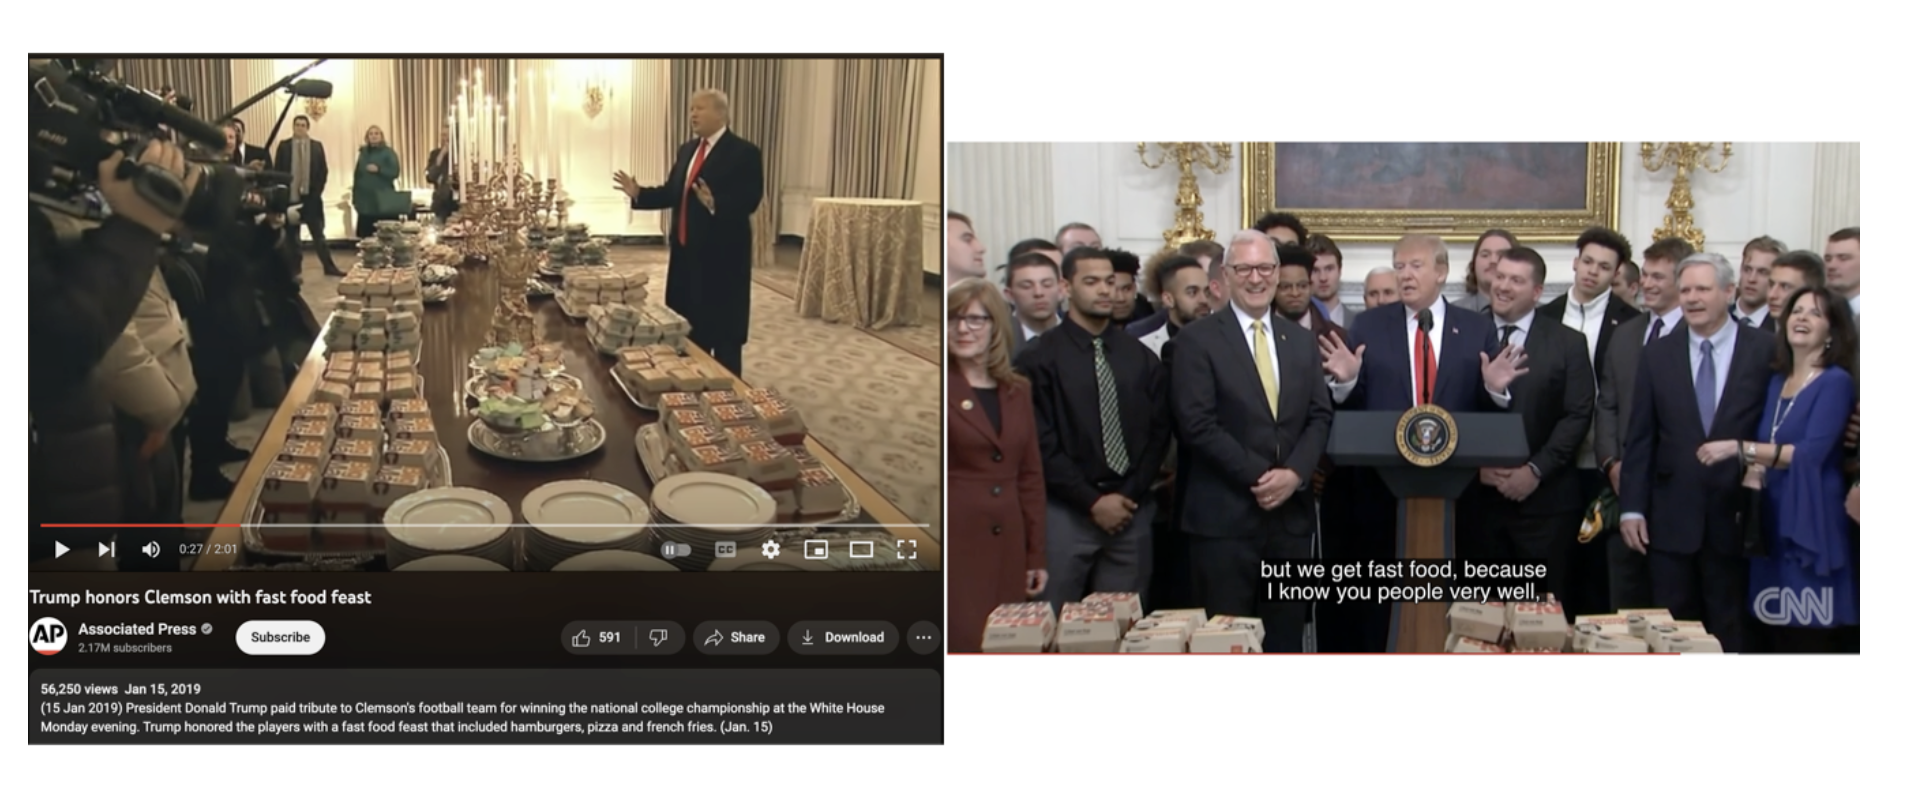 0:27 / 2:01
CC
Trump honors Clemson with fast food feast
AP
Associated Press
2.17M subscribers
Subscribe
591
Share
Download
56,250 views Jan 15, 2019
(15 Jan 2019) President Donald Trump paid tribute to Clemson's football team for winning the national college championship at the White House
Monday evening. Trump honored the players with a fast food feast that included hamburgers, pizza and french fries. (Jan. 15)
but we get fast food, because
I know you people very well,
CNN